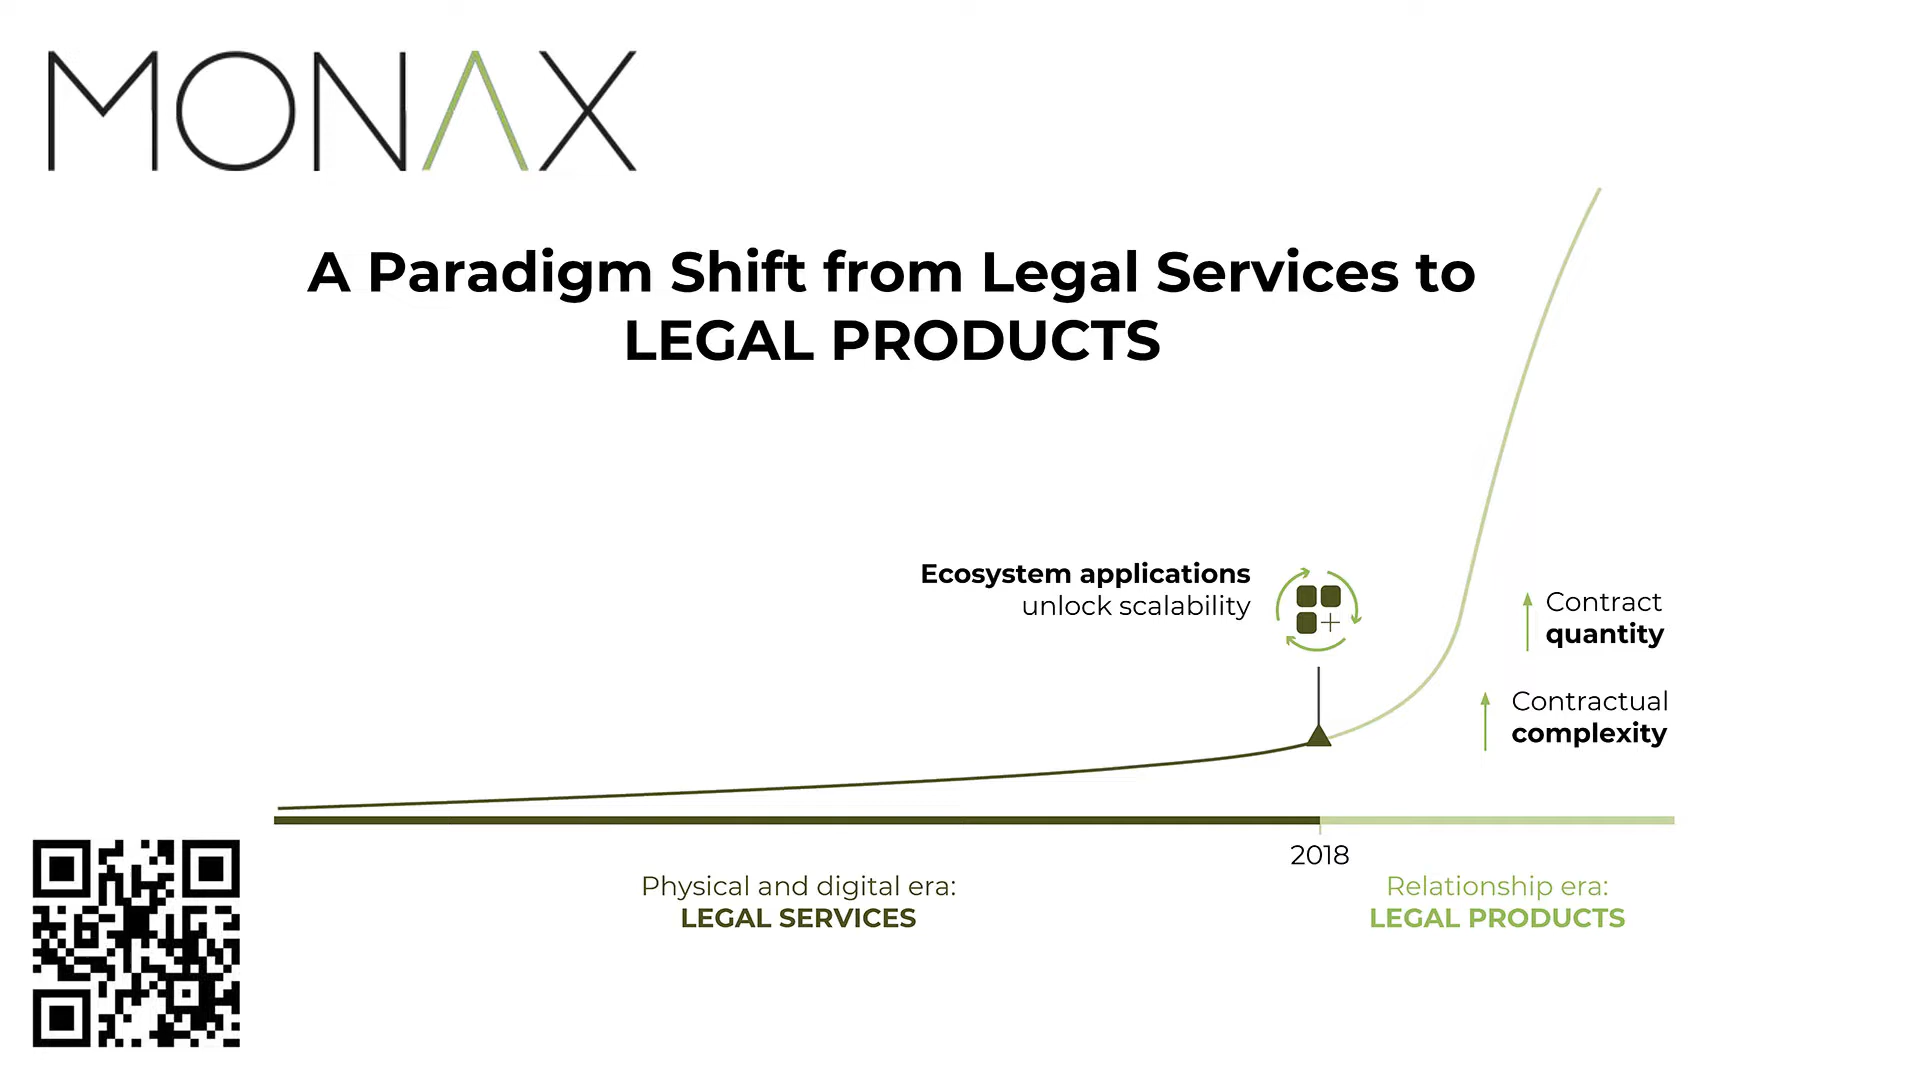 MONAX
A Paradigm Shift from Legal Services to
LEGAL PRODUCTS
Ecosystem applications
unlock scalability
Contract
quantity
Contractual
complexity
2018
Physical and digital era:
LEGAL SERVICES
Relationship era:
LEGAL PRODUCTS